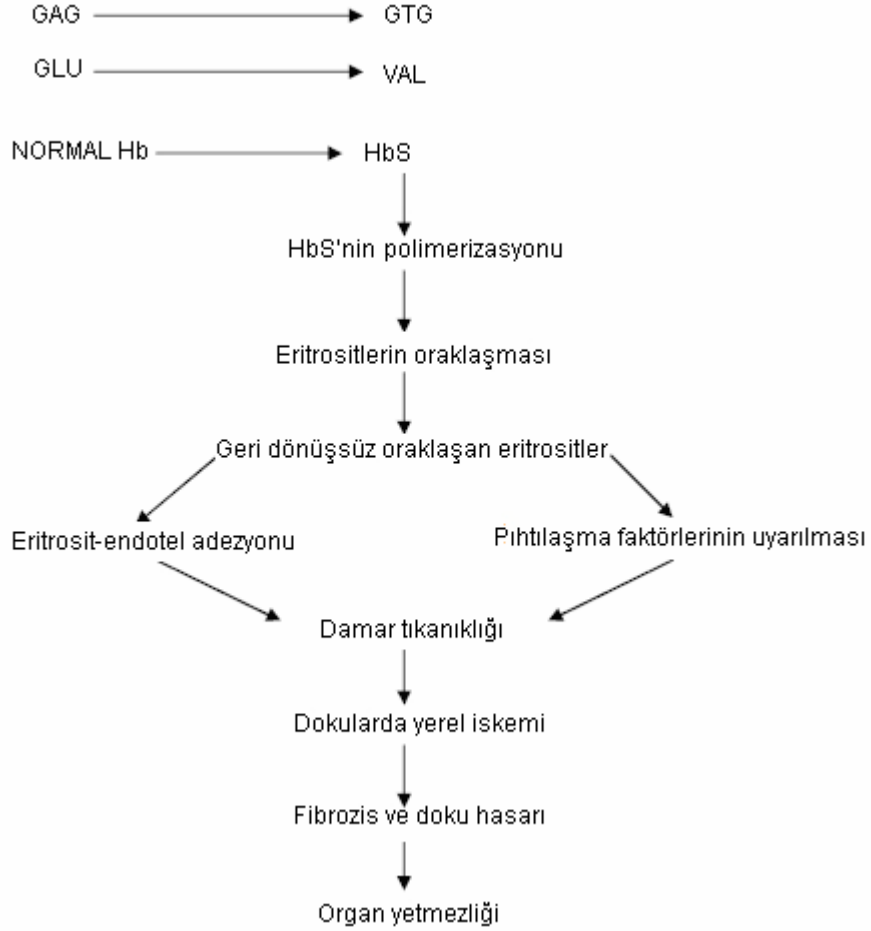 GAG GTG
GLU VAL
NORMAL Hb HbS
HbS'nin polimerizasyonu
Eritrositlerin oraklaşması
Geri dönüşsüz oraklaşan eritrositler
Eritrosit-endotel adezyonu Pıhtılaşma faktörlerinin uyarılması
Damar tıkanıklığı
Dokularda yerel iskemi
Fibrozis ve doku hasarı
Organ yetmezliği